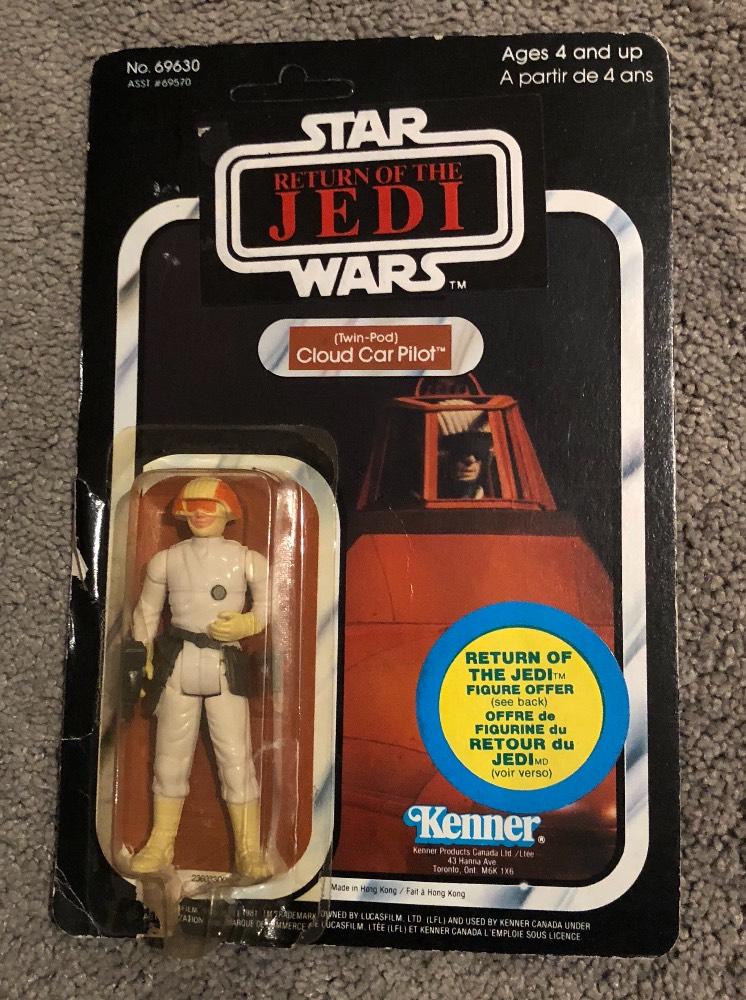 No. 69630
ASST. #69570
Ages 4 and up
A partir de 4 ans
STAR
RETURN OF THE
JEDI
WARS™
(Twin-Pod)
Cloud Car Pilot™
RETURN OF
THE JEDI™
FIGURE OFFER
(see back)
OFFRE de
FIGURINE du
RETOUR du
JEDI MD
(voir verso)
Kenner®
Kenner Products Canada Ltd./Ltée
43 Hanna Ave
Toronto, Ont. M6K 1X6
Made in Hong Kong / Fait à Hong Kong
TRADEMARK OWNED BY LUCASFILM, LTD (LFL) AND USED BY KENNER CANADA UNDER
LUCASFILM, LTÉE (LFL) ET KENNER CANADA L'EMPLOIE SOUS LICENCE